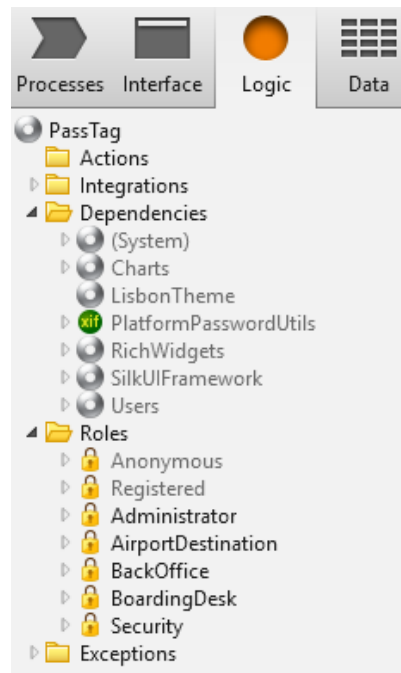 Processes Interface Logic Data
PassTag
Actions
Integrations
Dependencies
(System)
Charts
LisbonTheme
xif PlatformPasswordUtils
RichWidgets
SilkUIFramework
Users
Roles
Anonymous
Registered
Administrator
AirportDestination
BackOffice
BoardingDesk
Security
Exceptions